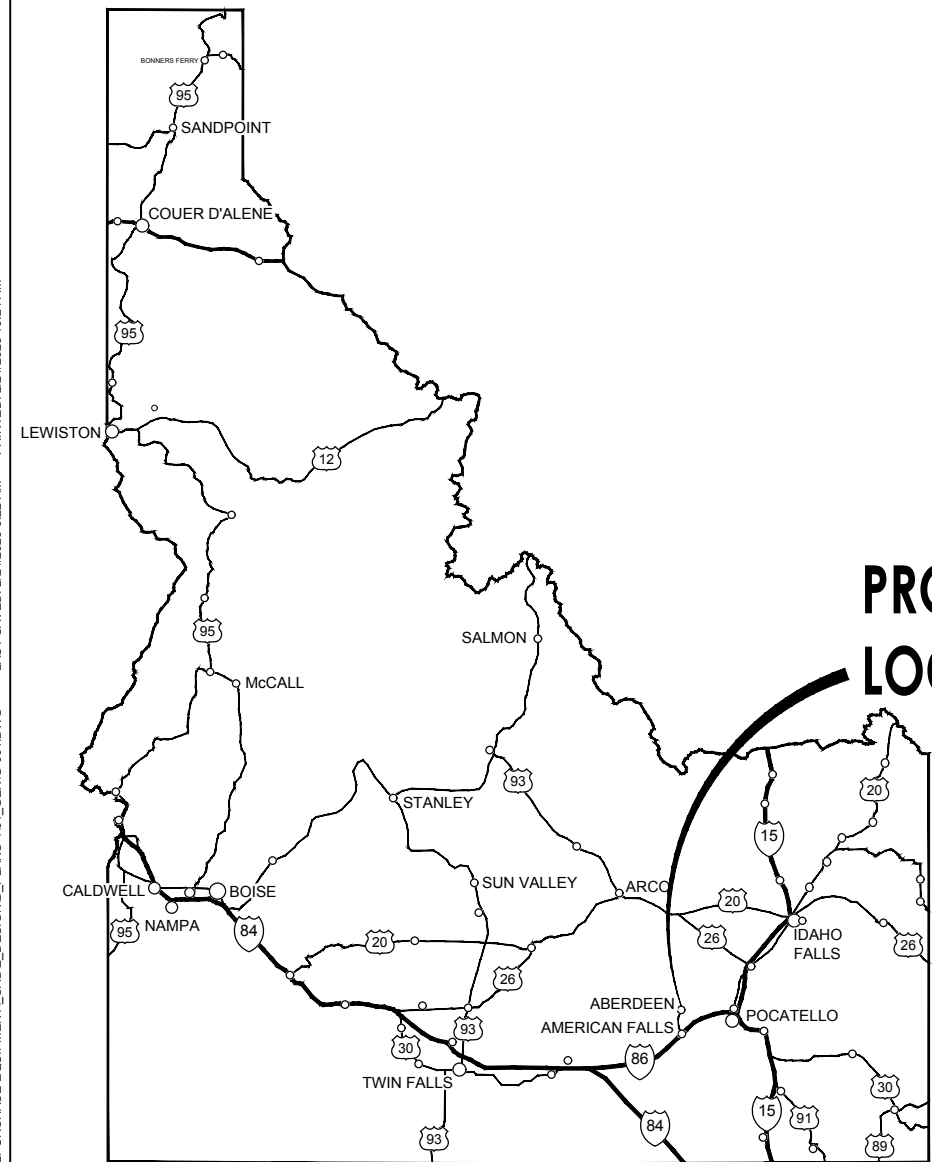 BONNERS FERRY
95
SANDPOINT
COUER D'ALENE
95
LEWISTON
12
PRO
LOC
SALMON
95
McCALL
93
20
STANLEY
15
SUN VALLEY
ARCO
CALDWELL
BOISE
20
NAMPA
84
95
26
IDAHO
FALLS
26
20
26
ABERDEEN
AMERICAN FALLS
POCATELLO
93
30
86
TWIN FALLS
30
15
91
84
93
89